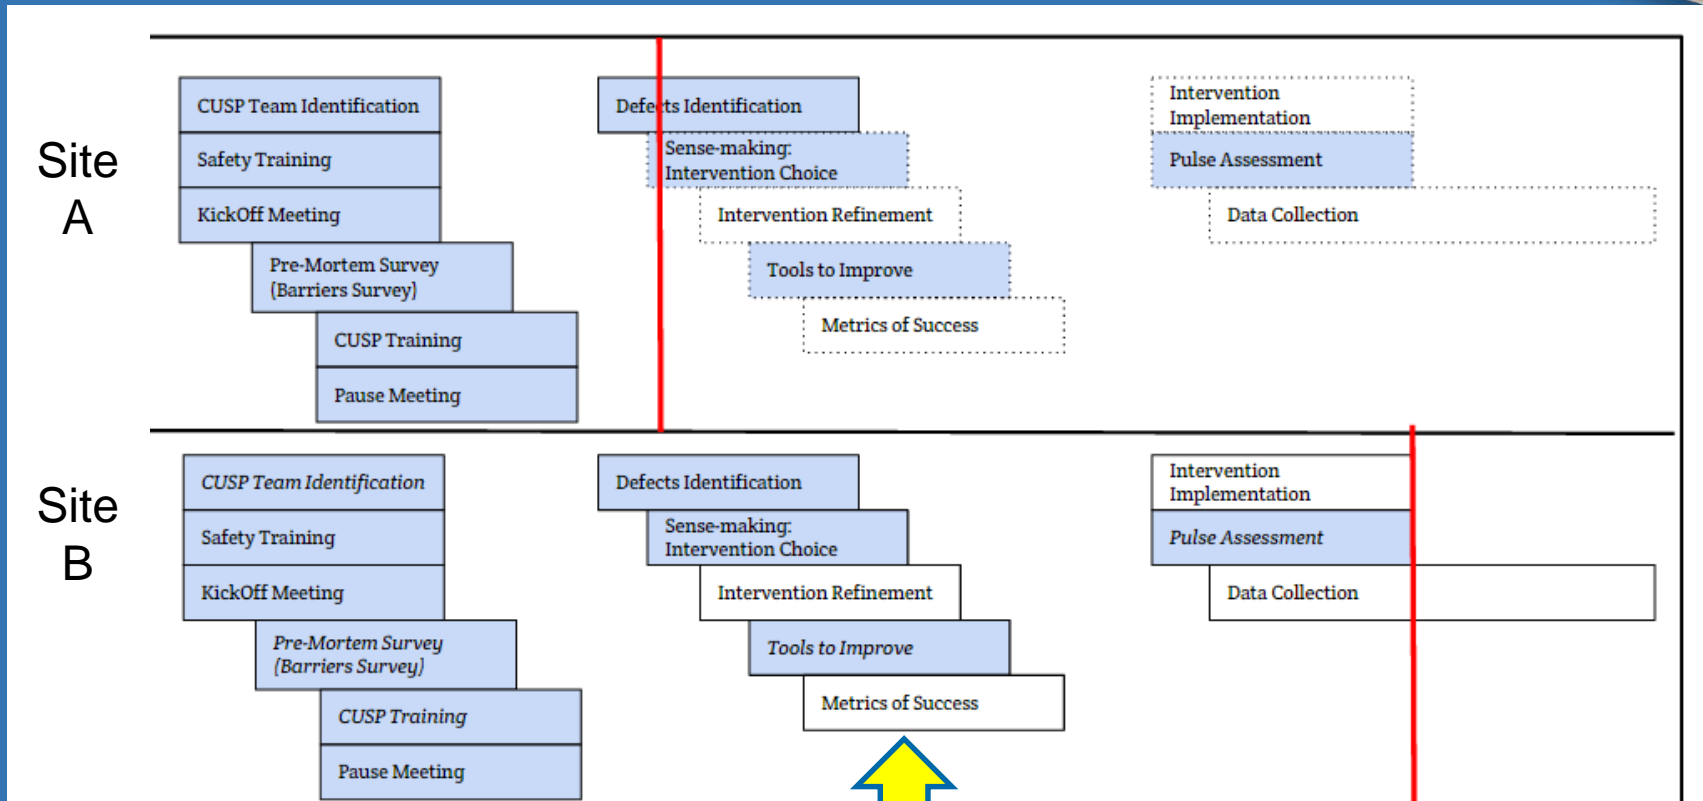 Site
A
CUSP Team Identification
Safety Training
KickOff Meeting
Pre-Mortem Survey
(Barriers Survey)
CUSP Training
Pause Meeting
Defects Identification
Sense-making:
Intervention Choice
Intervention Refinement
Tools to Improve
Metrics of Success
Intervention
Implementation
Pulse Assessment
Data Collection
Site
B
CUSP Team Identification
Safety Training
KickOff Meeting
Pre-Mortem Survey
(Barriers Survey)
CUSP Training
Pause Meeting
Defects Identification
Sense-making:
Intervention Choice
Intervention Refinement
Tools to Improve
Metrics of Success
Intervention
Implementation
Pulse Assessment
Data Collection